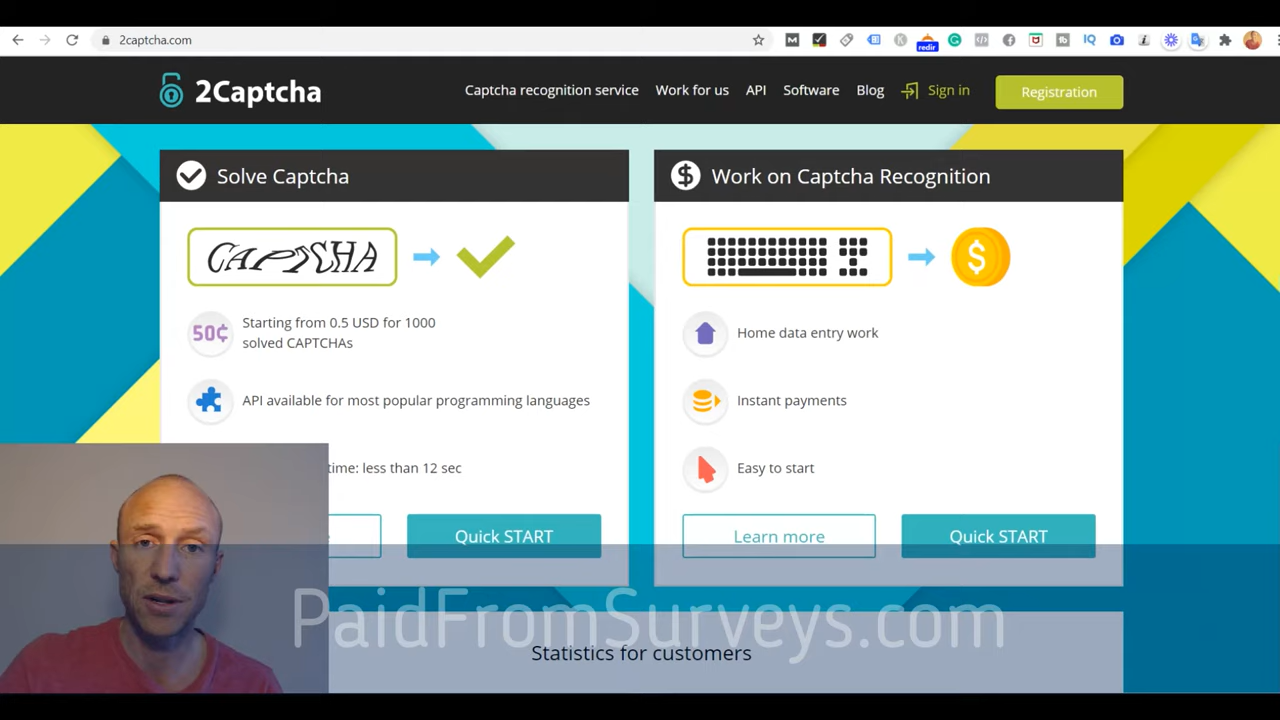 2captcha.com
redir
2Captcha
Captcha recognition service
Work for us
API
Software
Blog
Sign in
Registration
Solve Captcha
CAPTCHA
50¢
Starting from 0.5 USD for 1000
solved CAPTCHAs
API available for most popular programming languages
time: less than 12 sec
Quick START
Work on Captcha Recognition
$
Home data entry work
Instant payments
Easy to start
Learn more
Quick START
PaidFromSurveys.com
Statistics for customers